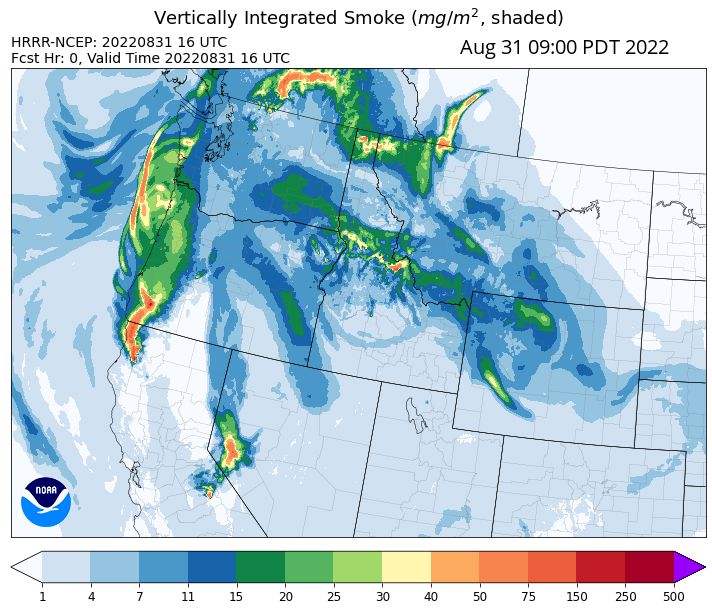 Vertically Integrated Smoke (mg/m², shaded)
HRRR-NCEP: 20220831 16 UTC
Fcst Hr: 0, Valid Time 20220831 16 UTC
Aug 31 09:00 PDT 2022
NOAA
1 4 7 11 15 20 25 30 40 50 75 150 250 500